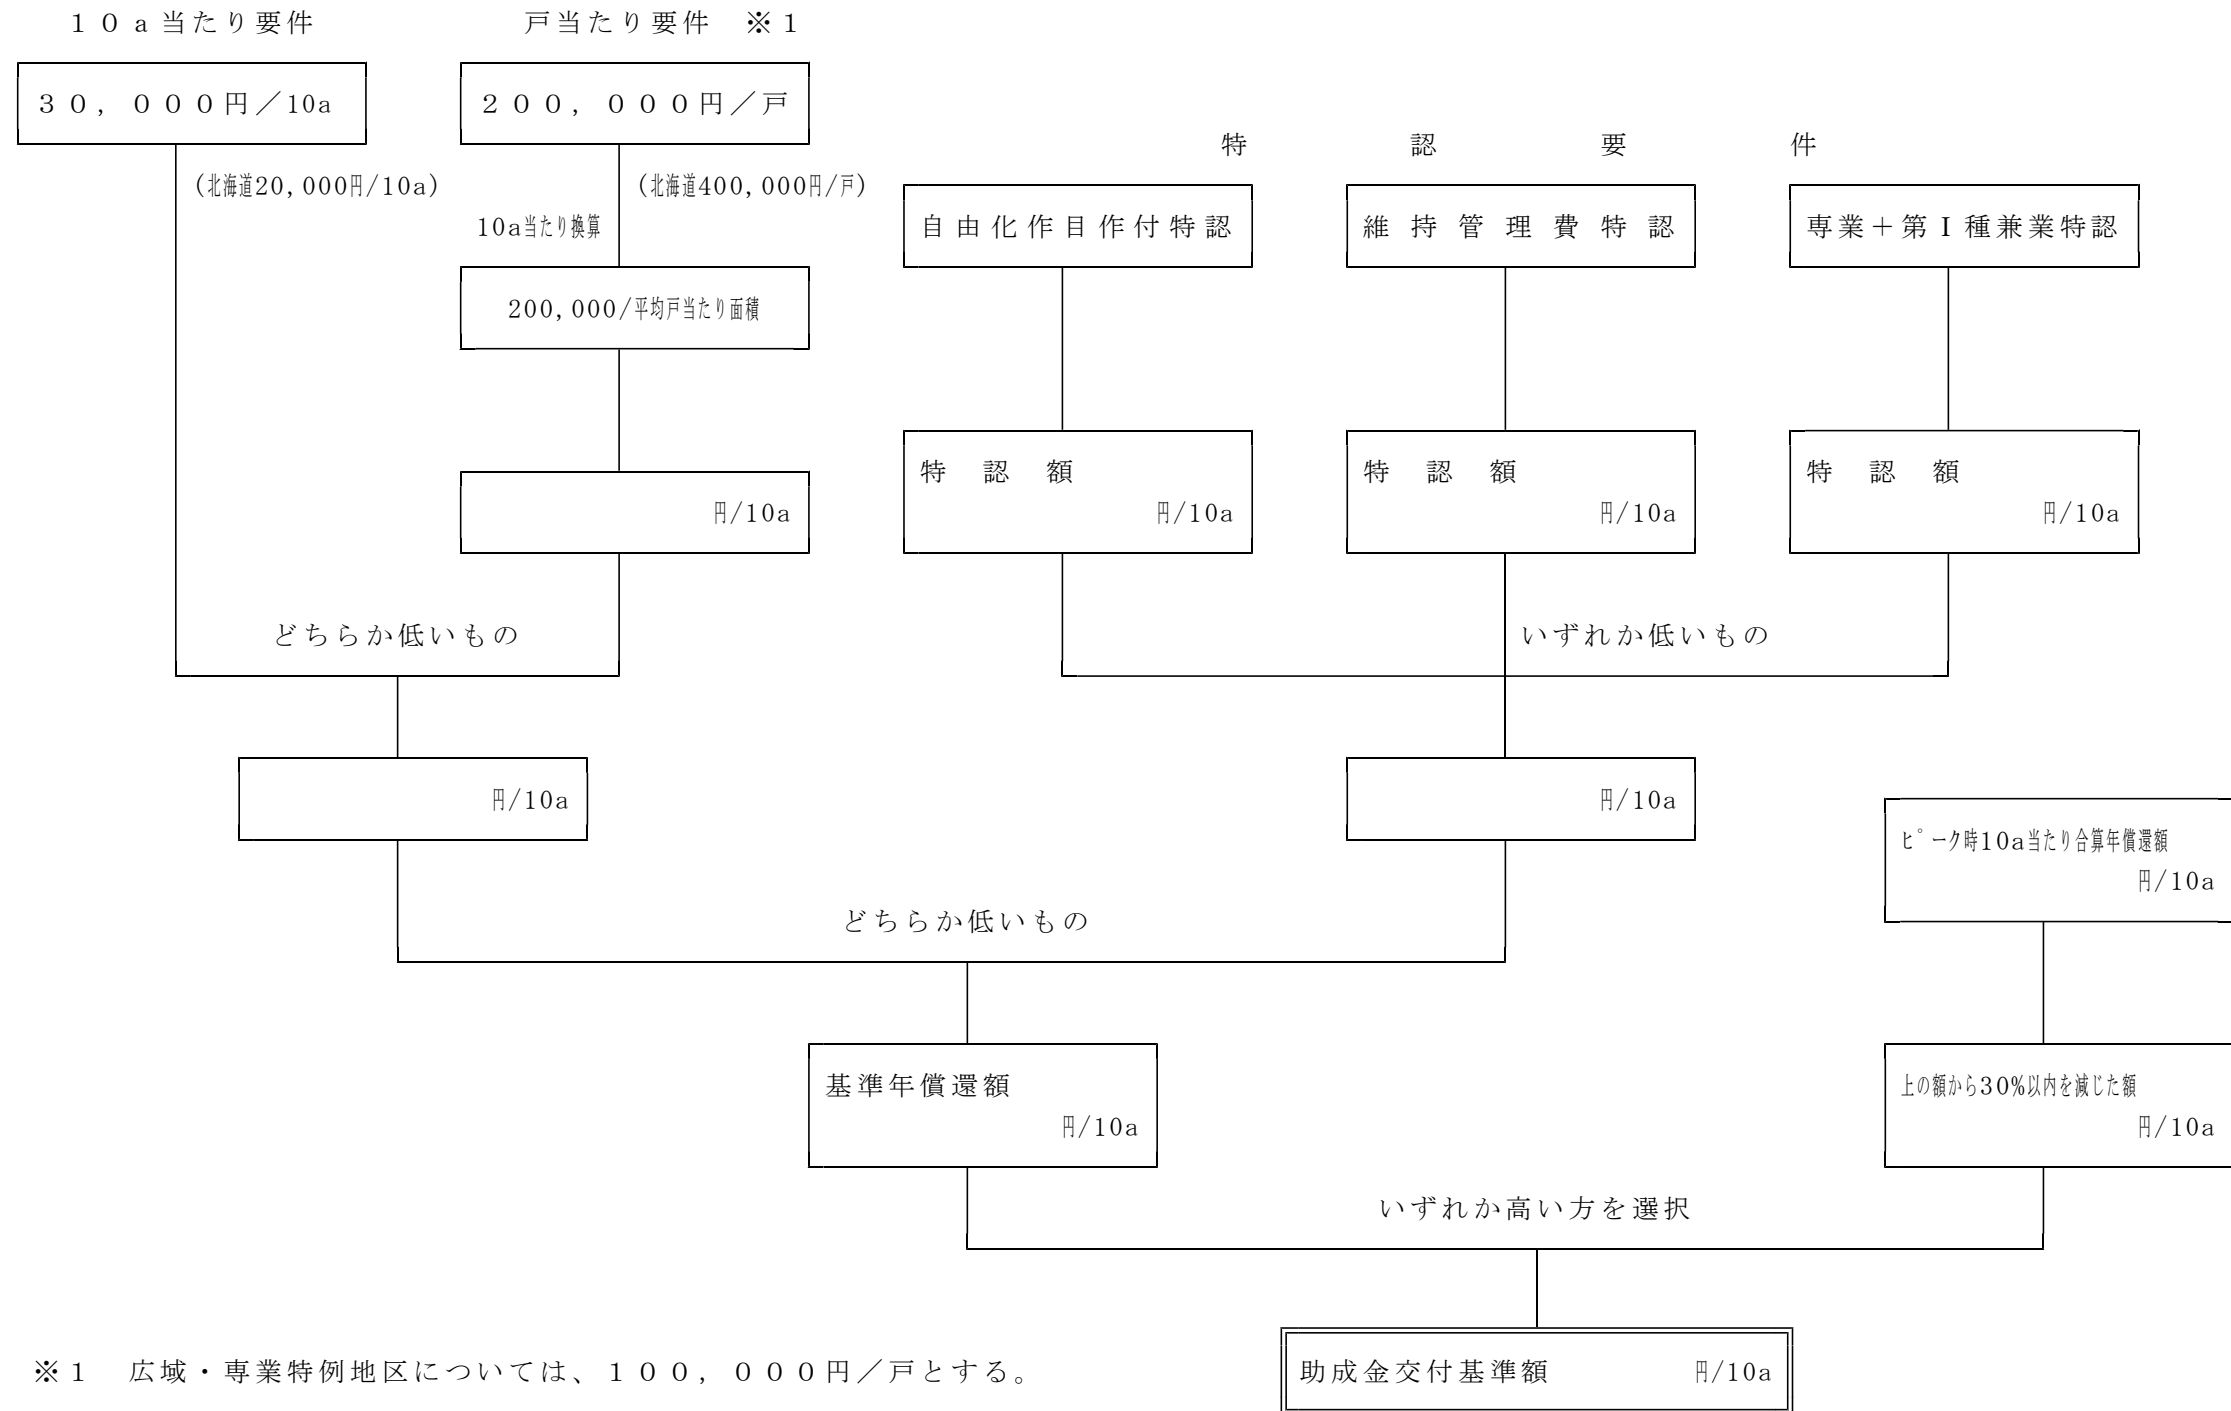 １０ａ当たり要件
戸当たり要件　※１
３０，０００円／10a
２００，０００円／戸
特認要件
(北海道20,000円/10a)
(北海道400,000円/戸)
10a当たり換算
自由化作目作付特認
維持管理費特認
専業＋第Ｉ種兼業特認
200,000/平均戸当たり面積
特認額
円/10a
特認額
円/10a
特認額
円/10a
円/10a
どちらか低いもの
いずれか低いもの
円/10a
円/10a
ﾋﾟｰｸ時10a当たり合算年償還額
円/10a
どちらか低いもの
基準年償還額
円/10a
上の額から30%以内を減じた額
円/10a
いずれか高い方を選択
※１　広域・専業特例地区については、１００，０００円／戸とする。
助成金交付基準額　円/10a